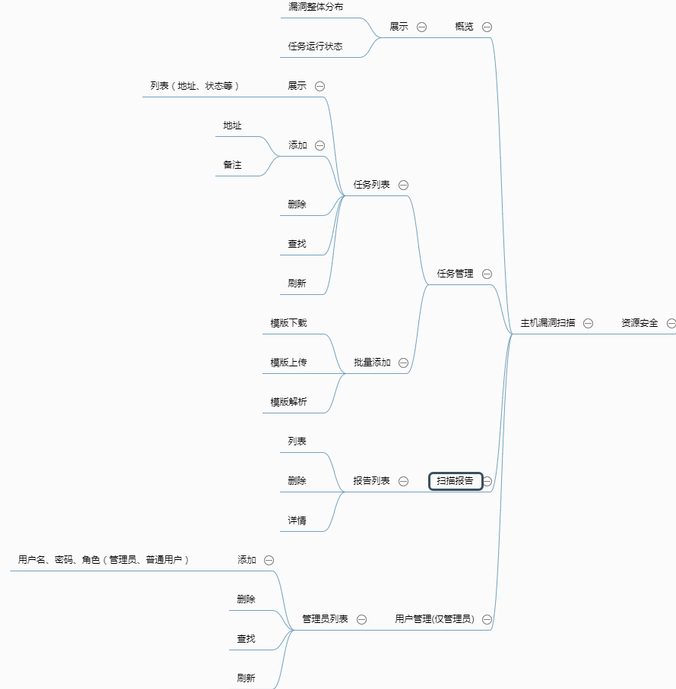 漏洞整体分布
展示
概览
任务运行状态
列表（地址、状态等）
展示
地址
添加
备注
任务列表
删除
查找
任务管理
刷新
模版下载
主机漏洞扫描
资源安全
模版上传
批量添加
模版解析
列表
删除
报告列表
扫描报告
详情
用户名、密码、角色（管理员、普通用户）
添加
删除
管理员列表
用户管理(仅管理员)
查找
刷新